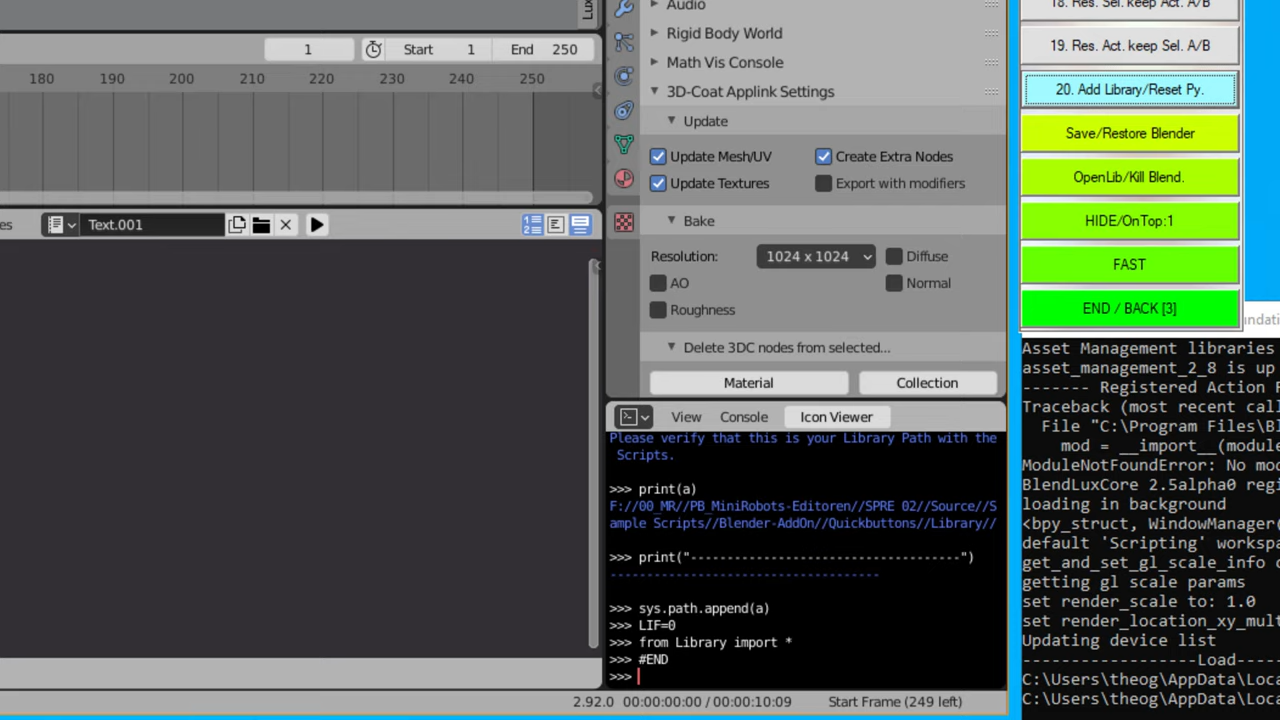 Lux
1 Start 1 End 250
180 190 200 210 220 230 240 250
es Text.001
Audio
Rigid Body World
Math Vis Console
3D-Coat Applink Settings
Update
Update Mesh/UV Create Extra Nodes
Update Textures Export with modifiers
Bake
Resolution: 1024 x 1024 Diffuse
AO Normal
Roughness
Delete 3DC nodes from selected...
Material Collection
View Console Icon Viewer
Please verify that this is your Library Path with the
Scripts.
>>> print(a)
F://00_MR//PB_MiniRobots-Editoren//SPRE 02//Source//S
ample Scripts//Blender-AddOn//Quickbuttons//Library//
>>> print("-------------------------------------")
-------------------------------------
>>> sys.path.append(a)
>>> LIF=0
>>> from Library import *
>>> #END
>>>
2.92.0 00:00:00:00 / 00:00:10:09 Start Frame (249 left)
18. Res. Sel. keep Act. A/B
19. Res. Act. keep Sel. A/B
20. Add Library/Reset Py.
Save/Restore Blender
OpenLib/Kill Blend.
HIDE/OnTop:1
FAST
END / BACK [3]
undati
Asset Management libraries
asset_management_2_8 is up
------- Registered Action P
Traceback (most recent call
File "C:\Program Files\Bl
mod = __import__(module
ModuleNotFoundError: No mod
BlendLuxCore 2.5alpha0 regi
loading in background
<bpy_struct, WindowManager(
default 'Scripting' workspa
get_and_set_gl_scale_info c
getting gl scale params
set render_scale to: 1.0
set render_location_xy_mult
Updating device list
-----------------Load-----
C:\Users\theog\AppData\Loca
C:\Users\theog\AppData\Loca